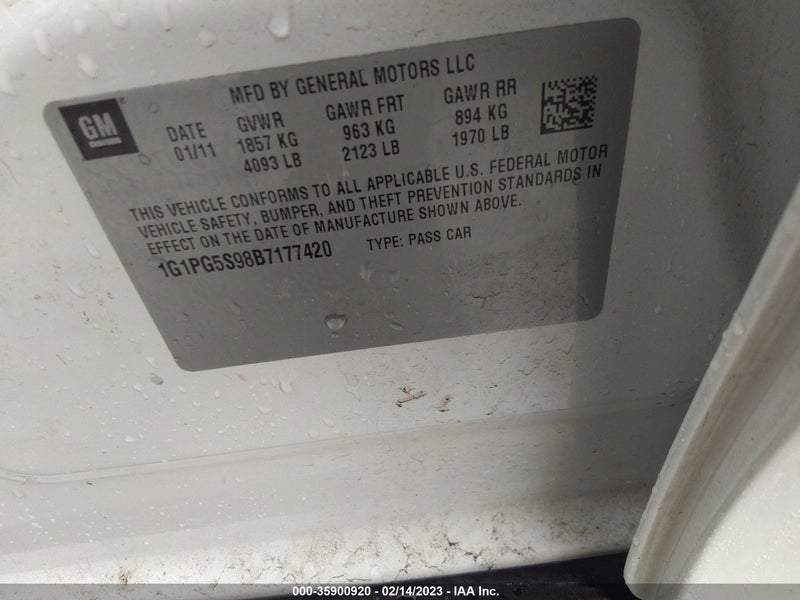 MFD BY GENERAL MOTORS LLC
GM
DATE GVWR GAWR FRT GAWR RR
01/11 1857 KG 963 KG 894 KG
4093 LB 2123 LB 1970 LB
THIS VEHICLE CONFORMS TO ALL APPLICABLE U.S. FEDERAL MOTOR
VEHICLE SAFETY, BUMPER, AND THEFT PREVENTION STANDARDS IN
EFFECT ON THE DATE OF MANUFACTURE SHOWN ABOVE.
1G1PG5S98B7177420 TYPE: PASS CAR
000-35900920 - 02/14/2023 - IAA Inc.